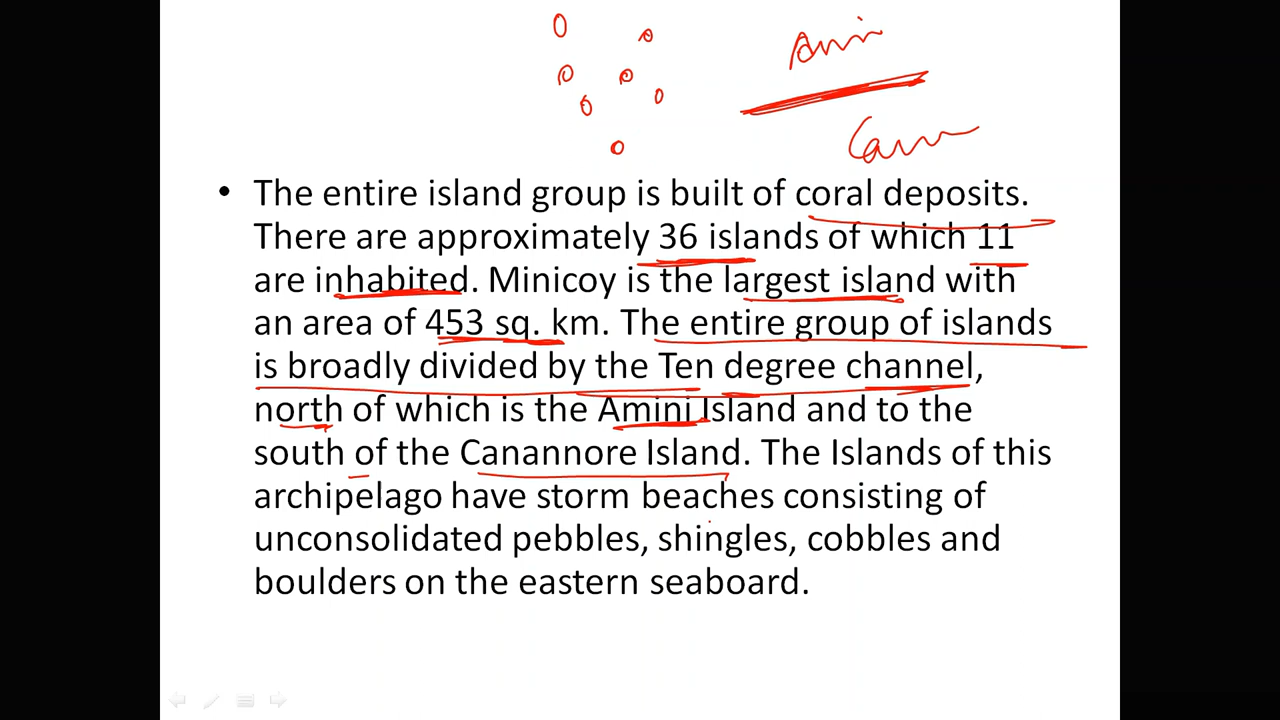 Amini
Cann
• The entire island group is built of coral deposits.
There are approximately 36 islands of which 11
are inhabited. Minicoy is the largest island with
an area of 453 sq. km. The entire group of islands
is broadly divided by the Ten degree channel,
north of which is the Amini Island and to the
south of the Canannore Island. The Islands of this
archipelago have storm beaches consisting of
unconsolidated pebbles, shingles, cobbles and
boulders on the eastern seaboard.